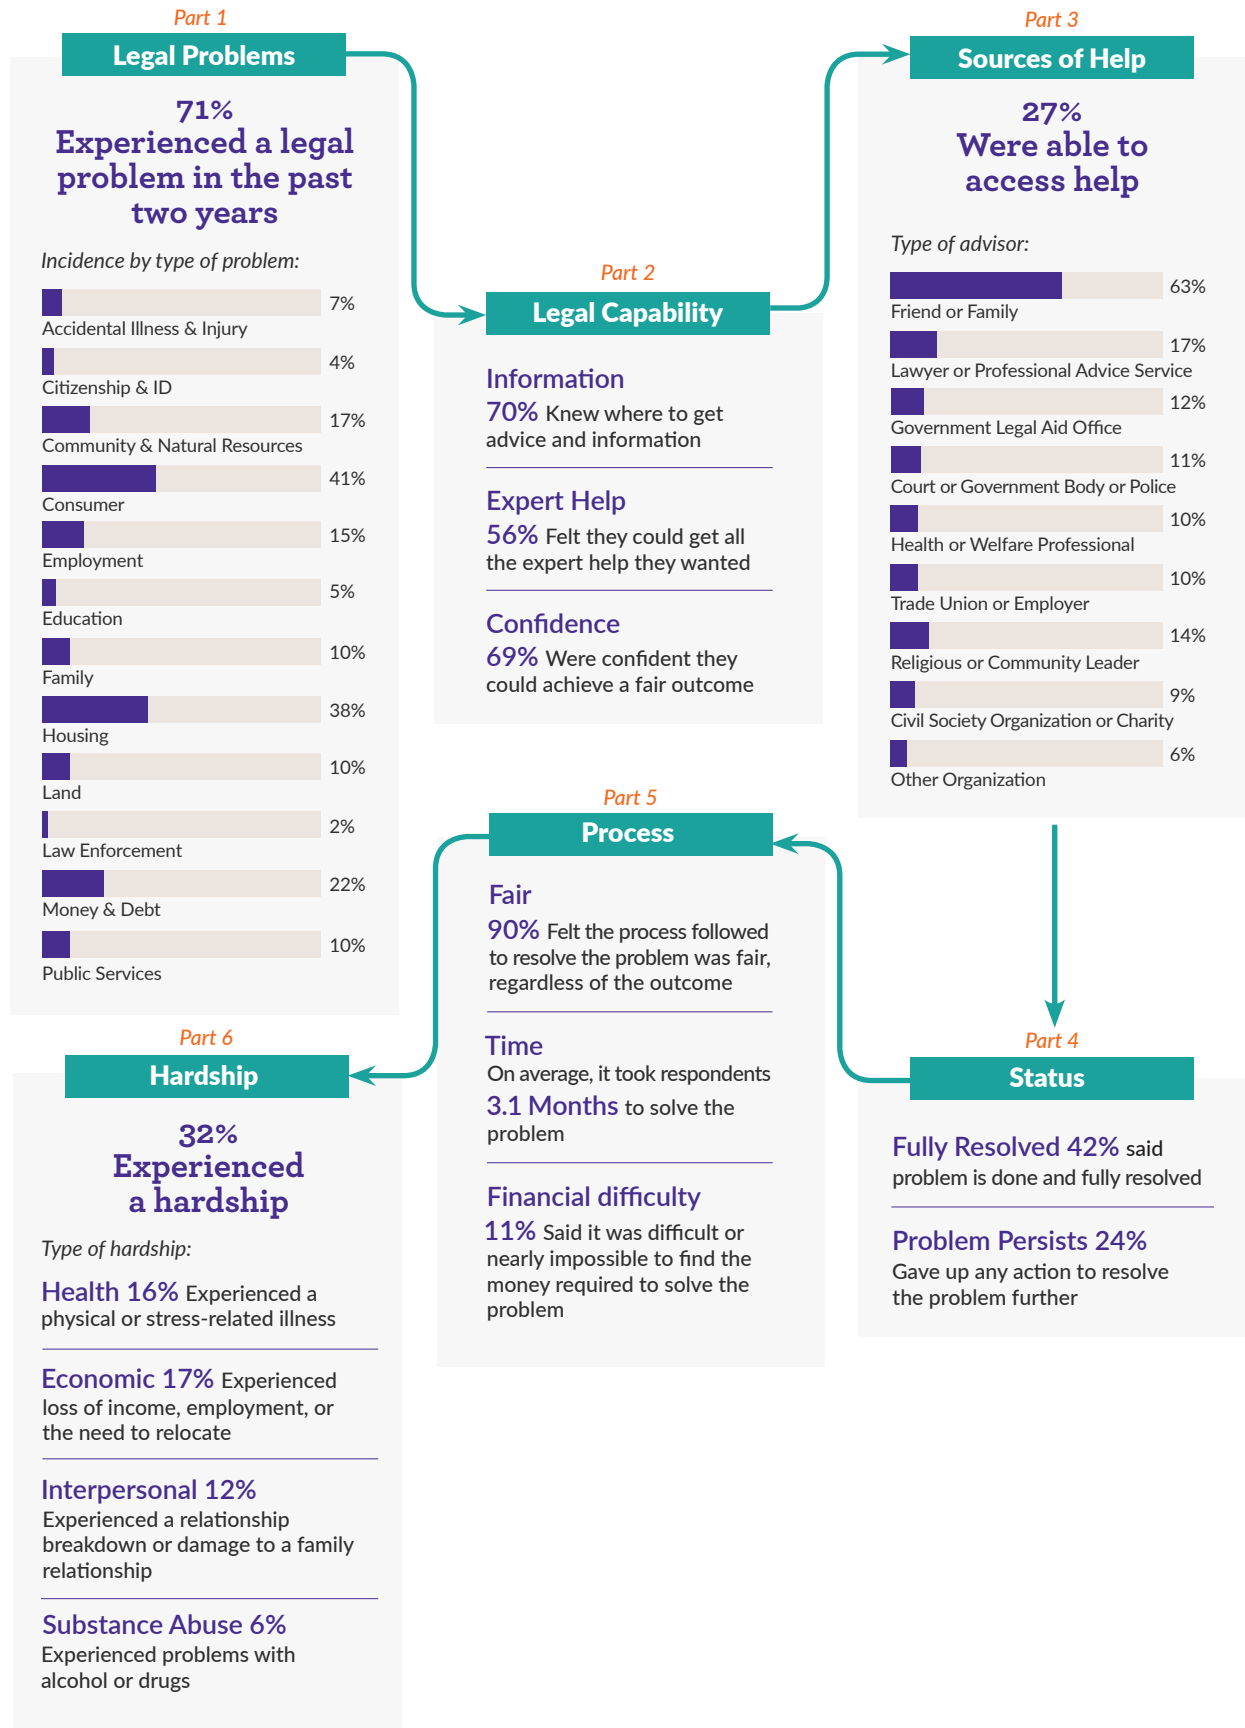 Part 1
Legal Problems
71%
Experienced a legal
problem in the past
two years
Incidence by type of problem:
7%
Accidental Illness & Injury
4%
Citizenship & ID
17%
Community & Natural Resources
41%
Consumer
15%
Employment
5%
Education
10%
Family
38%
Housing
10%
Land
2%
Law Enforcement
22%
Money & Debt
10%
Public Services
Part 2
Legal Capability
Information
70% Knew where to get
advice and information
Expert Help
56% Felt they could get all
the expert help they wanted
Confidence
69% Were confident they
could achieve a fair outcome
Part 3
Sources of Help
27%
Were able to
access help
Type of advisor:
63%
Friend or Family
17%
Lawyer or Professional Advice Service
12%
Government Legal Aid Office
11%
Court or Government Body or Police
10%
Health or Welfare Professional
10%
Trade Union or Employer
14%
Religious or Community Leader
9%
Civil Society Organization or Charity
6%
Other Organization
Part 4
Status
Fully Resolved 42% said
problem is done and fully resolved
Problem Persists 24%
Gave up any action to resolve
the problem further
Part 5
Process
Fair
90% Felt the process followed
to resolve the problem was fair,
regardless of the outcome
Time
On average, it took respondents
3.1 Months to solve the
problem
Financial difficulty
11% Said it was difficult or
nearly impossible to find the
money required to solve the
problem
Part 6
Hardship
32%
Experienced
a hardship
Type of hardship:
Health 16% Experienced a
physical or stress-related illness
Economic 17% Experienced
loss of income, employment, or
the need to relocate
Interpersonal 12%
Experienced a relationship
breakdown or damage to a family
relationship
Substance Abuse 6%
Experienced problems with
alcohol or drugs